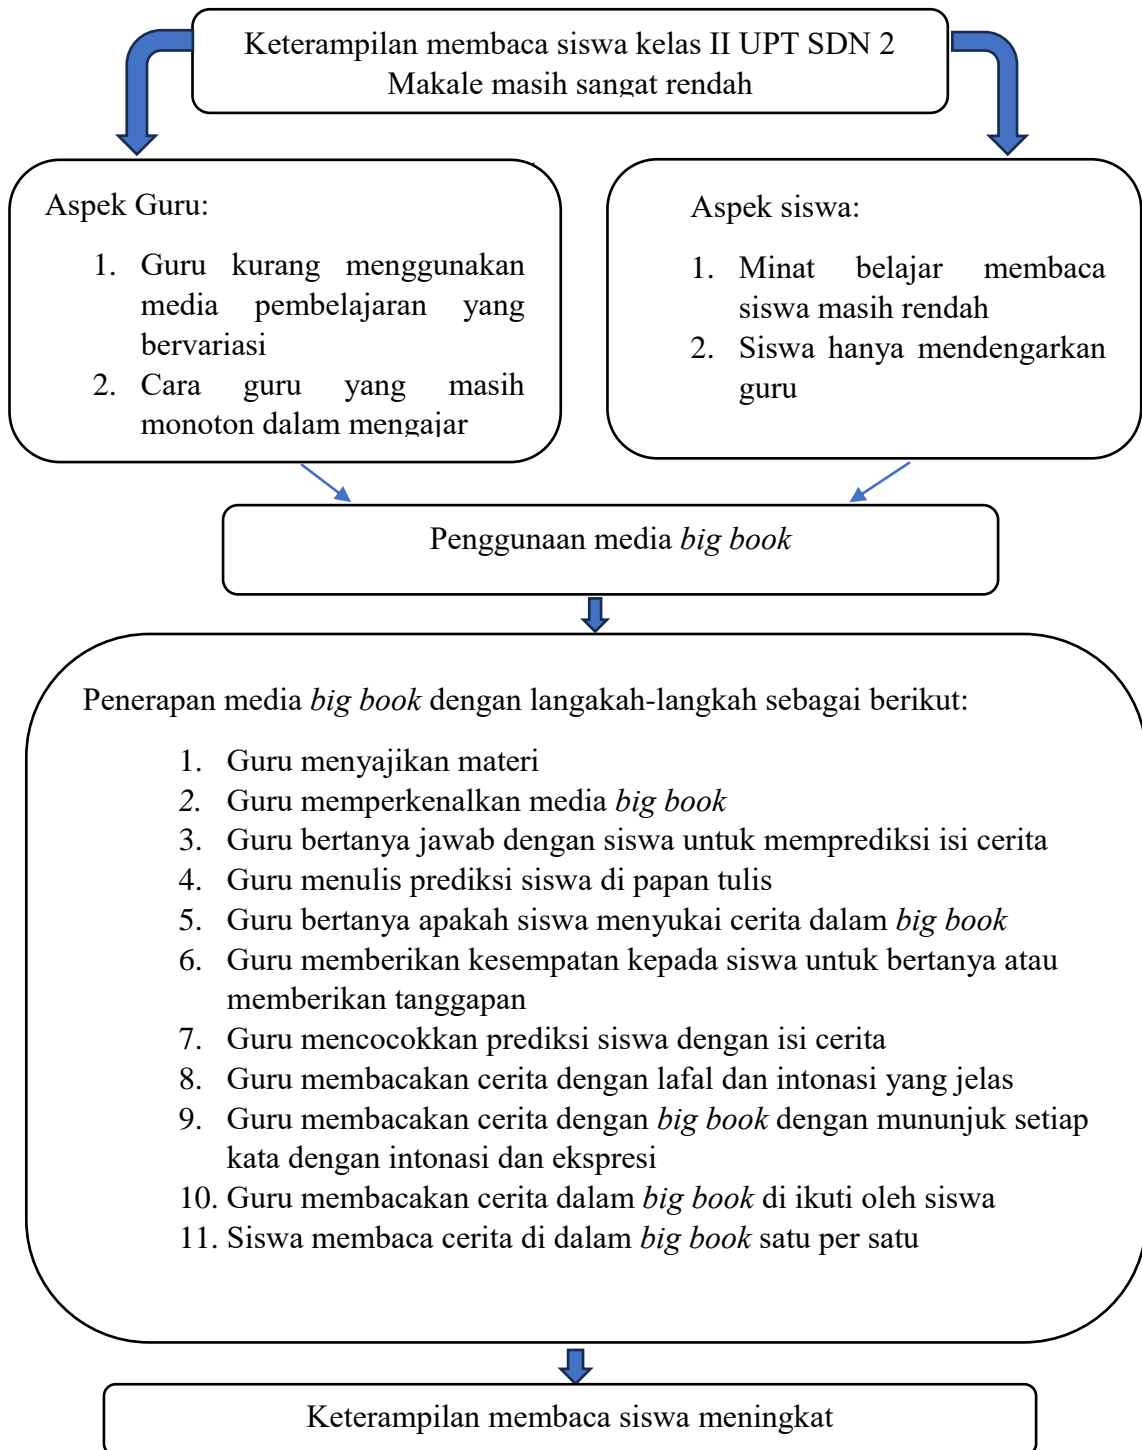 Keterampilan membaca siswa kelas II UPT SDN 2
Makale masih sangat rendah
Aspek Guru:
1. Guru kurang menggunakan
media pembelajaran yang
bervariasi
2. Cara guru yang masih
monoton dalam mengajar
Aspek siswa:
1. Minat belajar membaca
siswa masih rendah
2. Siswa hanya mendengarkan
guru
Penggunaan media big book
Penerapan media big book dengan langakah-langkah sebagai berikut:
1. Guru menyajikan materi
2. Guru memperkenalkan media big book
3. Guru bertanya jawab dengan siswa untuk memprediksi isi cerita
4. Guru menulis prediksi siswa di papan tulis
5. Guru bertanya apakah siswa menyukai cerita dalam big book
6. Guru memberikan kesempatan kepada siswa untuk bertanya atau
memberikan tanggapan
7. Guru mencocokkan prediksi siswa dengan isi cerita
8. Guru membacakan cerita dengan lafal dan intonasi yang jelas
9. Guru membacakan cerita dengan big book dengan mununjuk setiap
kata dengan intonasi dan ekspresi
10. Guru membacakan cerita dalam big book di ikuti oleh siswa
11. Siswa membaca cerita di dalam big book satu per satu
Keterampilan membaca siswa meningkat